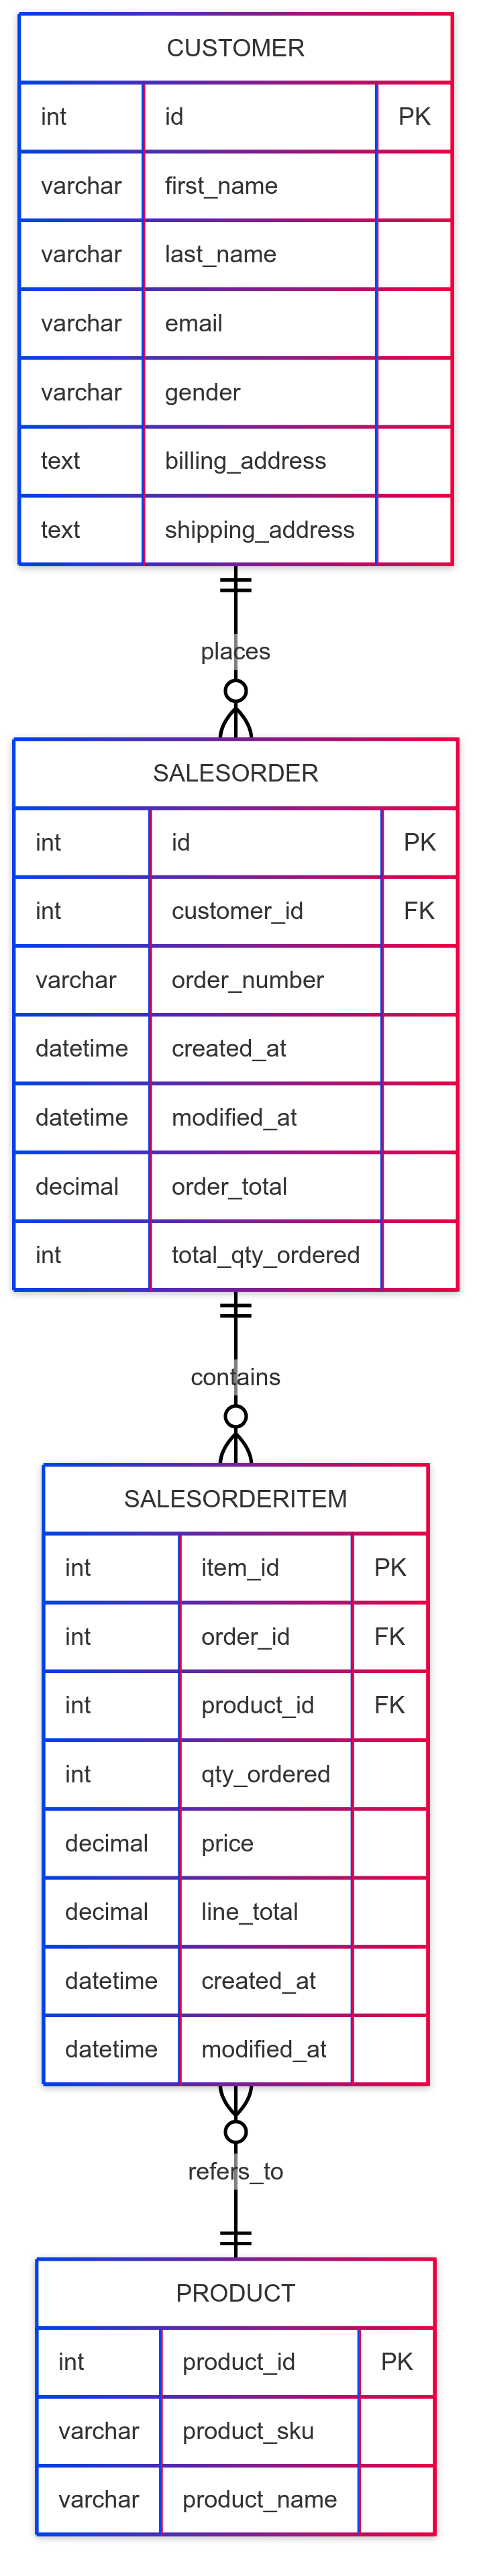 CUSTOMER
int id PK
varchar first_name
varchar last_name
varchar email
varchar gender
text billing_address
text shipping_address
places
SALESORDER
int id PK
int customer_id FK
varchar order_number
datetime created_at
datetime modified_at
decimal order_total
int total_qty_ordered
contains
SALESORDERITEM
int item_id PK
int order_id FK
int product_id FK
int qty_ordered
decimal price
decimal line_total
datetime created_at
datetime modified_at
refers_to
PRODUCT
int product_id PK
varchar product_sku
varchar product_name